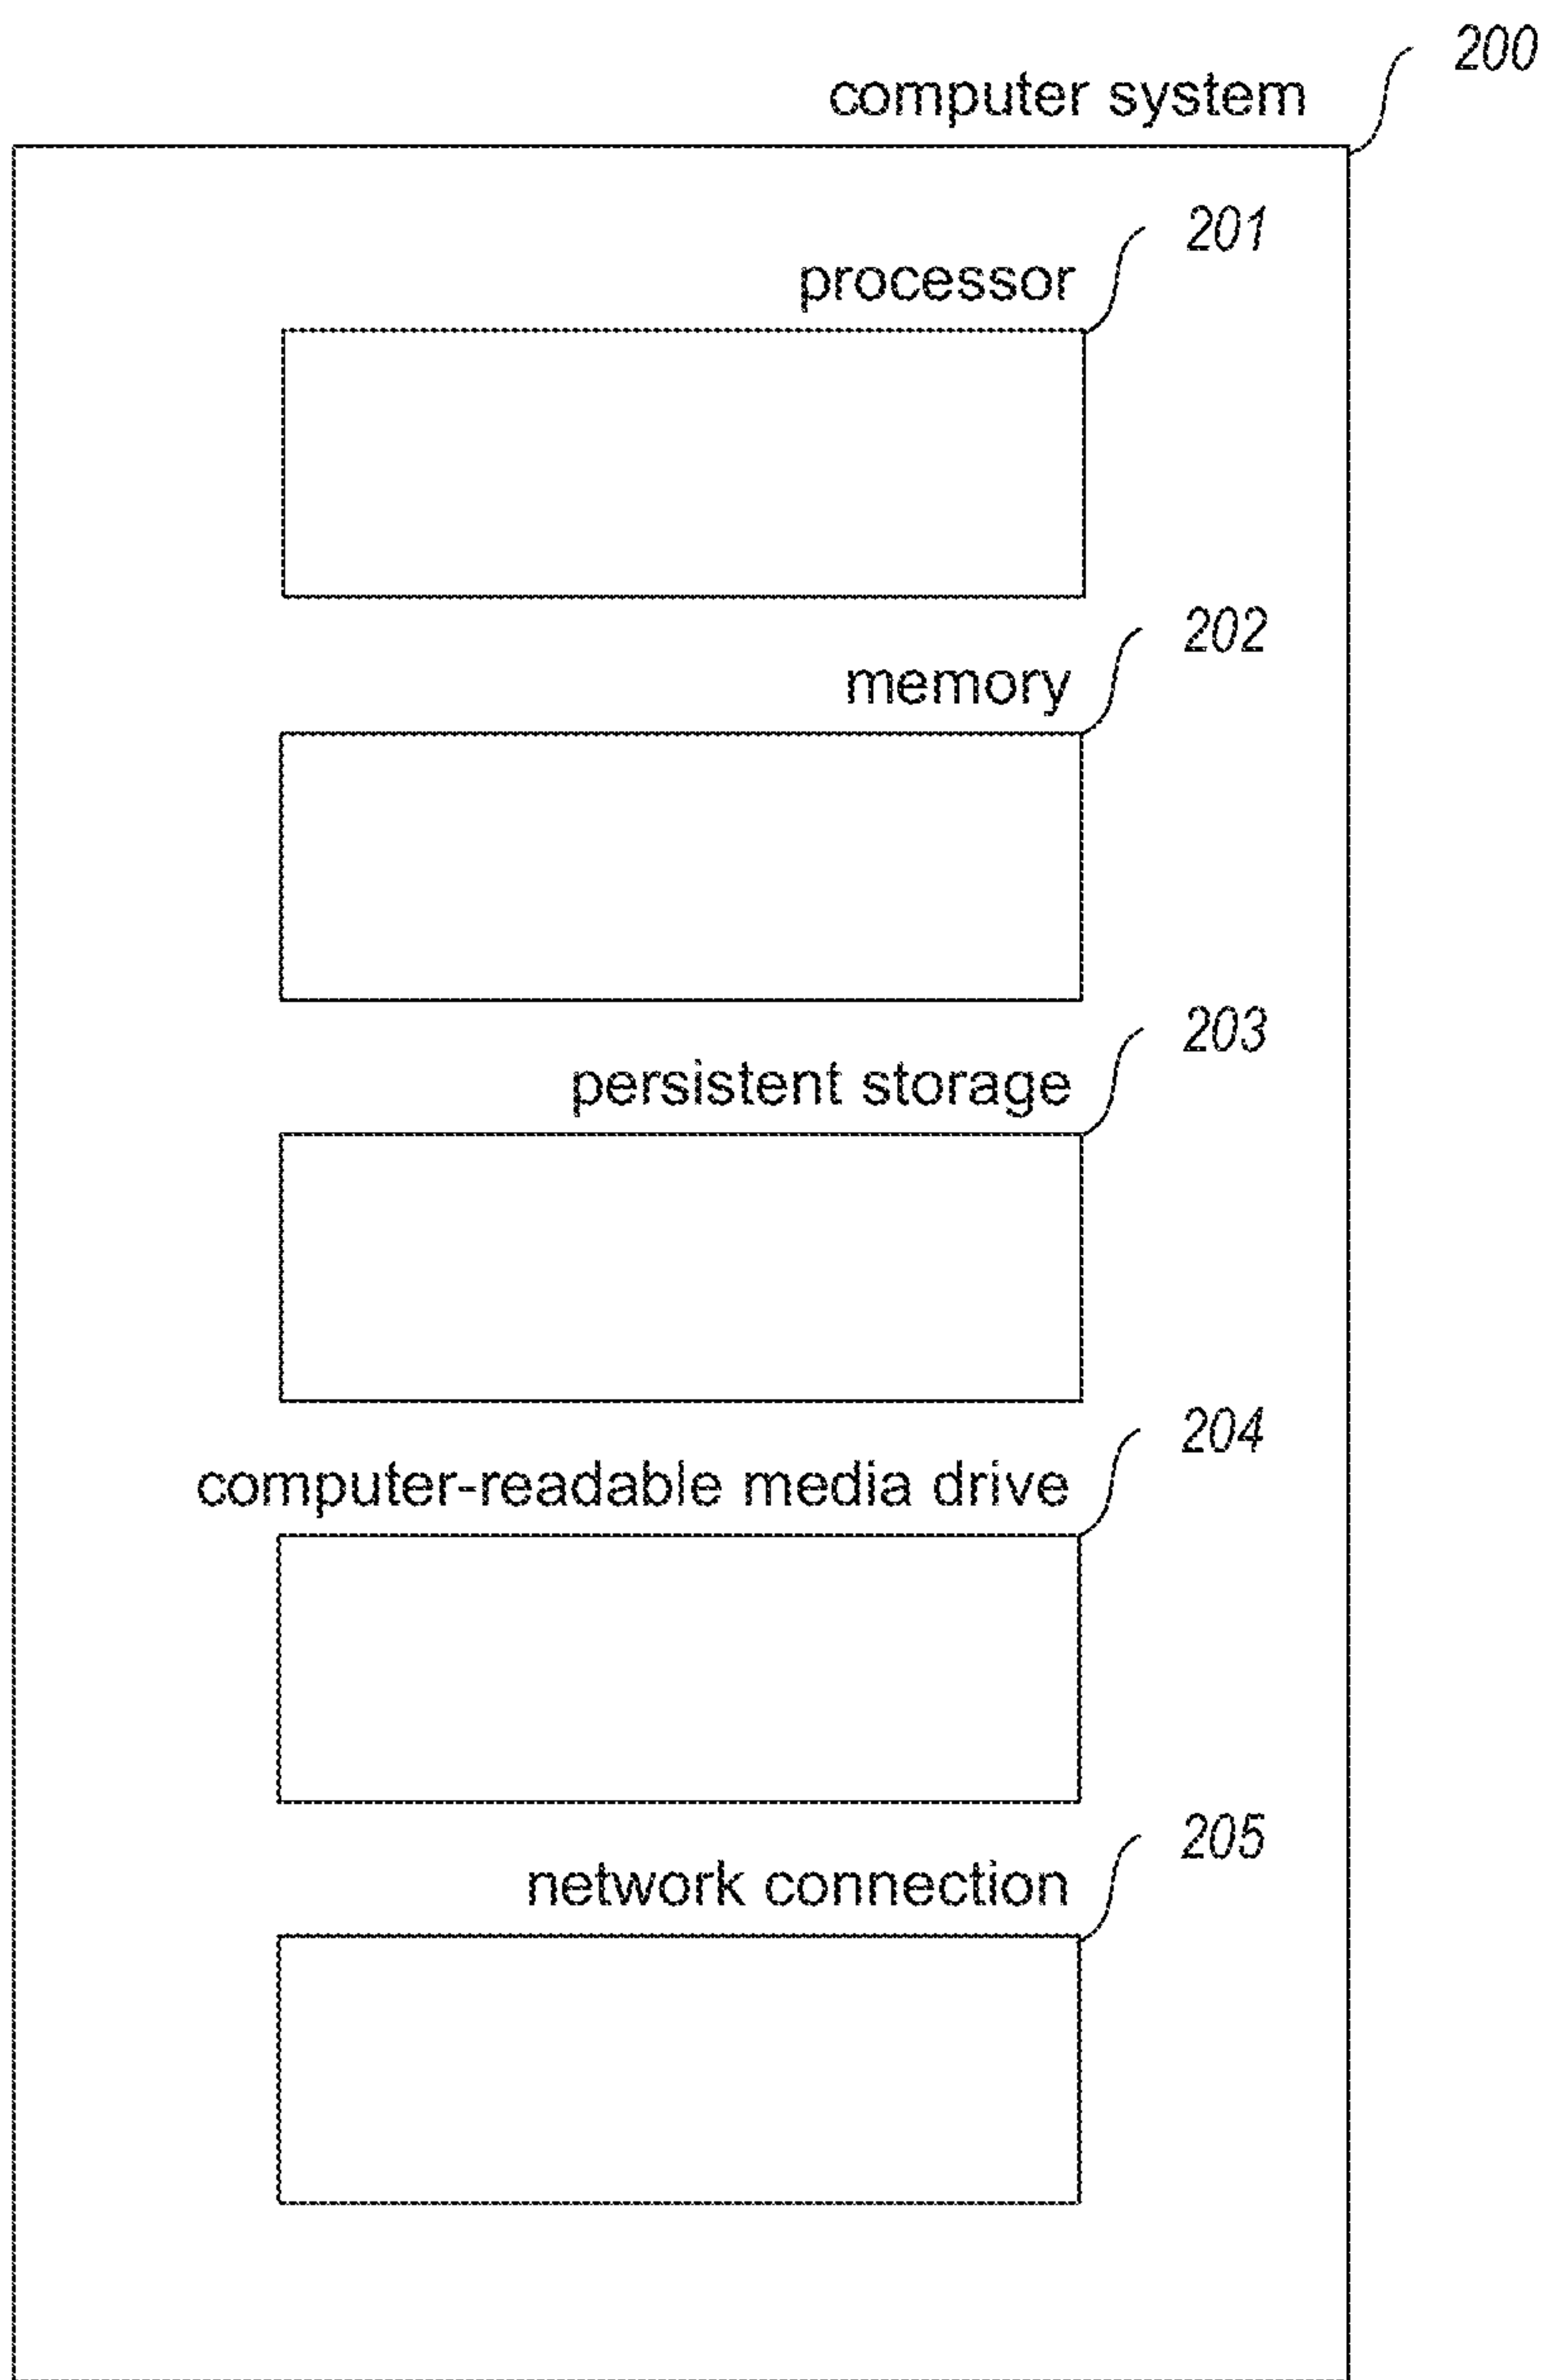 200
computer system
201
processor
202
memory
203
persistent storage
204
computer-readable media drive
205
network connection